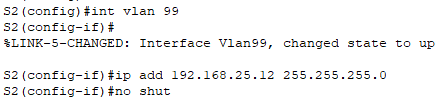 S2(config)#int vlan 99
S2(config-if)#
%LINK-5-CHANGED: Interface Vlan99, changed state to up
S2(config-if)#ip add 192.168.25.12 255.255.255.0
S2(config-if)#no shut